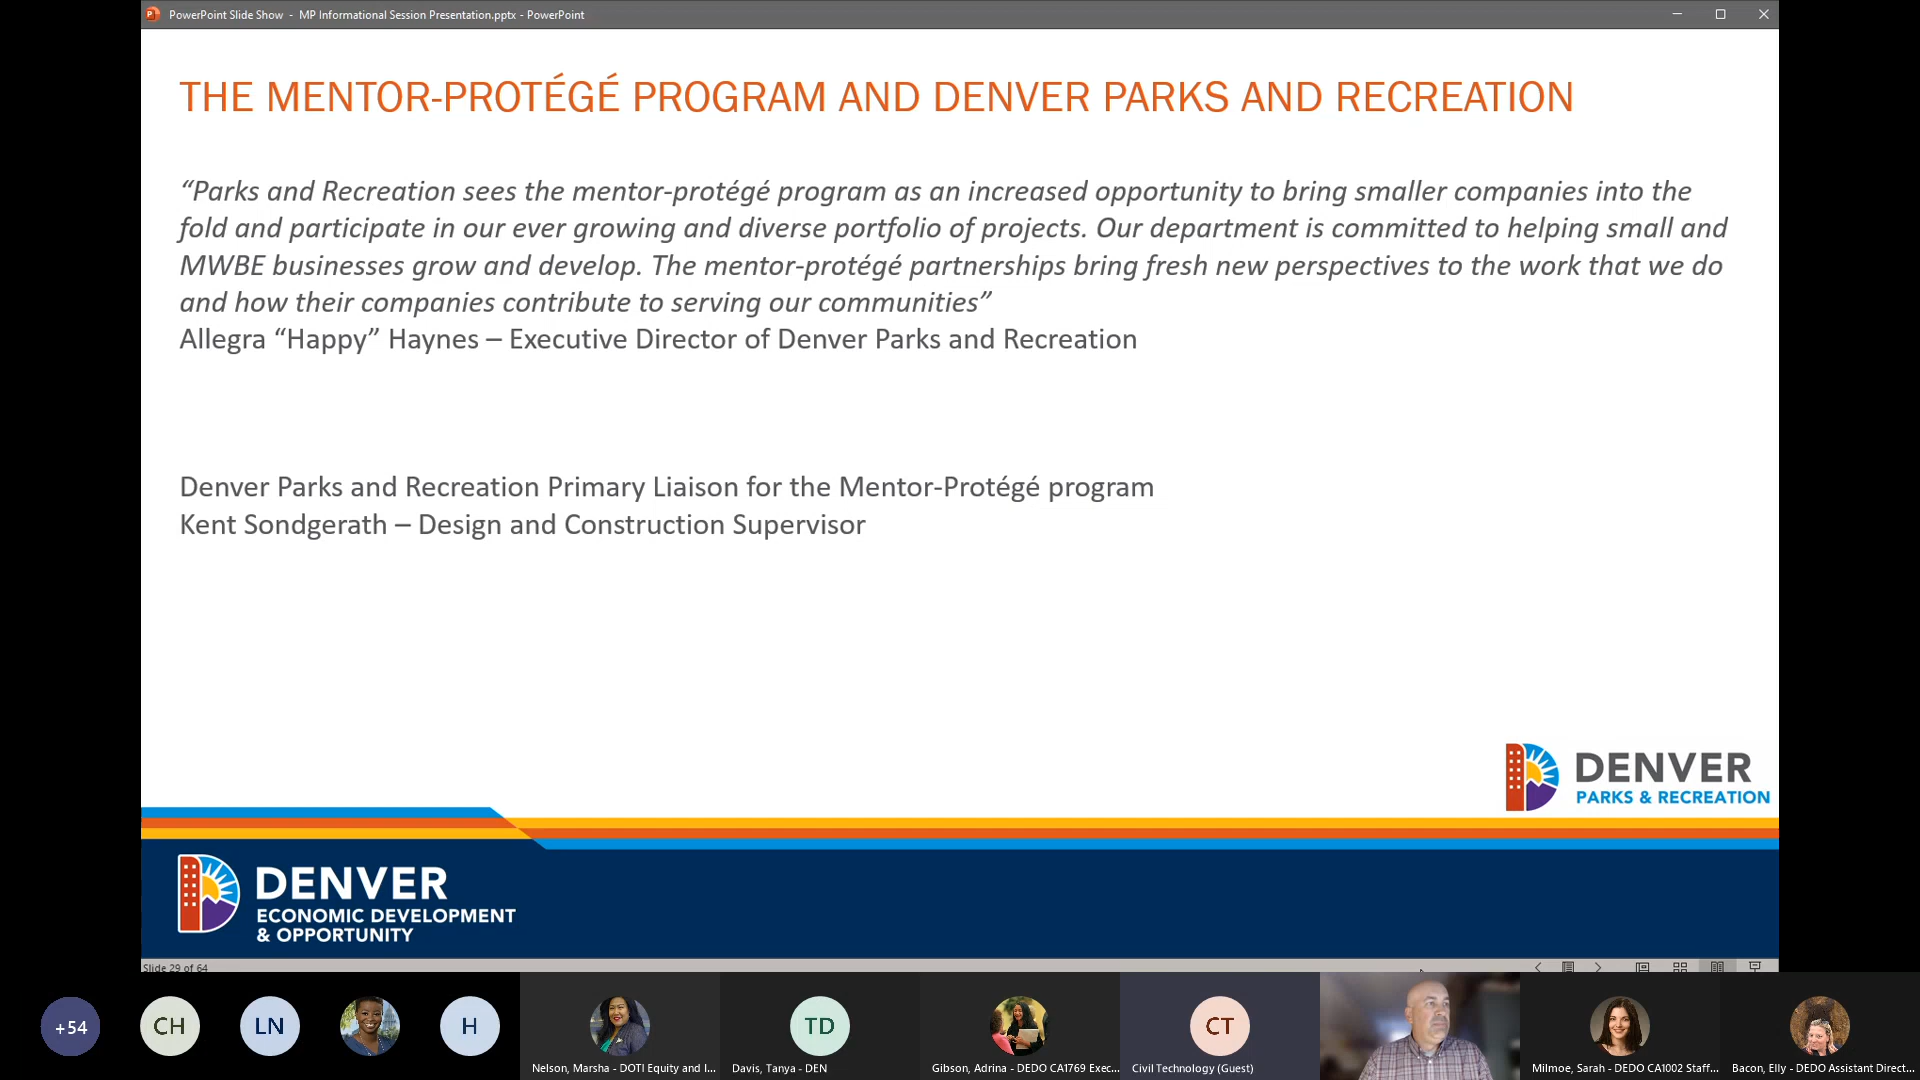 PowerPoint Slide Show - MP Informational Session Presentation.pptx - PowerPoint
THE MENTOR-PROTÉGÉ PROGRAM AND DENVER PARKS AND RECREATION
“Parks and Recreation sees the mentor-protégé program as an increased opportunity to bring smaller companies into the
fold and participate in our ever growing and diverse portfolio of projects. Our department is committed to helping small and
MWBE businesses grow and develop. The mentor-protégé partnerships bring fresh new perspectives to the work that we do
and how their companies contribute to serving our communities”
Allegra “Happy” Haynes – Executive Director of Denver Parks and Recreation
Denver Parks and Recreation Primary Liaison for the Mentor-Protégé program
Kent Sondgerath – Design and Construction Supervisor
DENVER
PARKS & RECREATION
DENVER
ECONOMIC DEVELOPMENT
& OPPORTUNITY
Slide 29 of 64
+54
CH
LN
H
TD
CT
Nelson, Marsha - DOTI Equity and I...
Davis, Tanya - DEN
Gibson, Adrina - DEDO CA1769 Exec...
Civil Technology (Guest)
Milmoe, Sarah - DEDO CA1002 Staff...
Bacon, Elly - DEDO Assistant Direct...